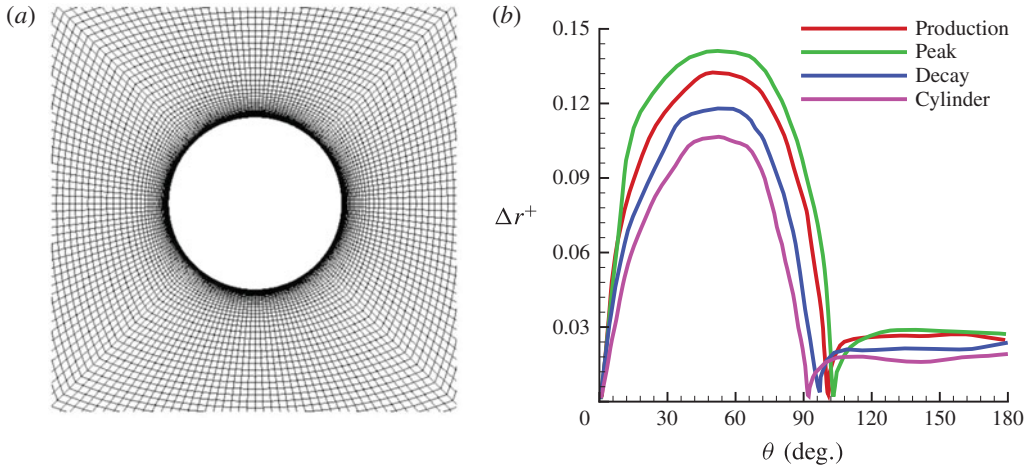 (a)
(b)
0.15
0.12
0.09
0.06
0.03
Δr+
Production
Peak
Decay
Cylinder
0 30 60 90 120 150 180
θ (deg.)